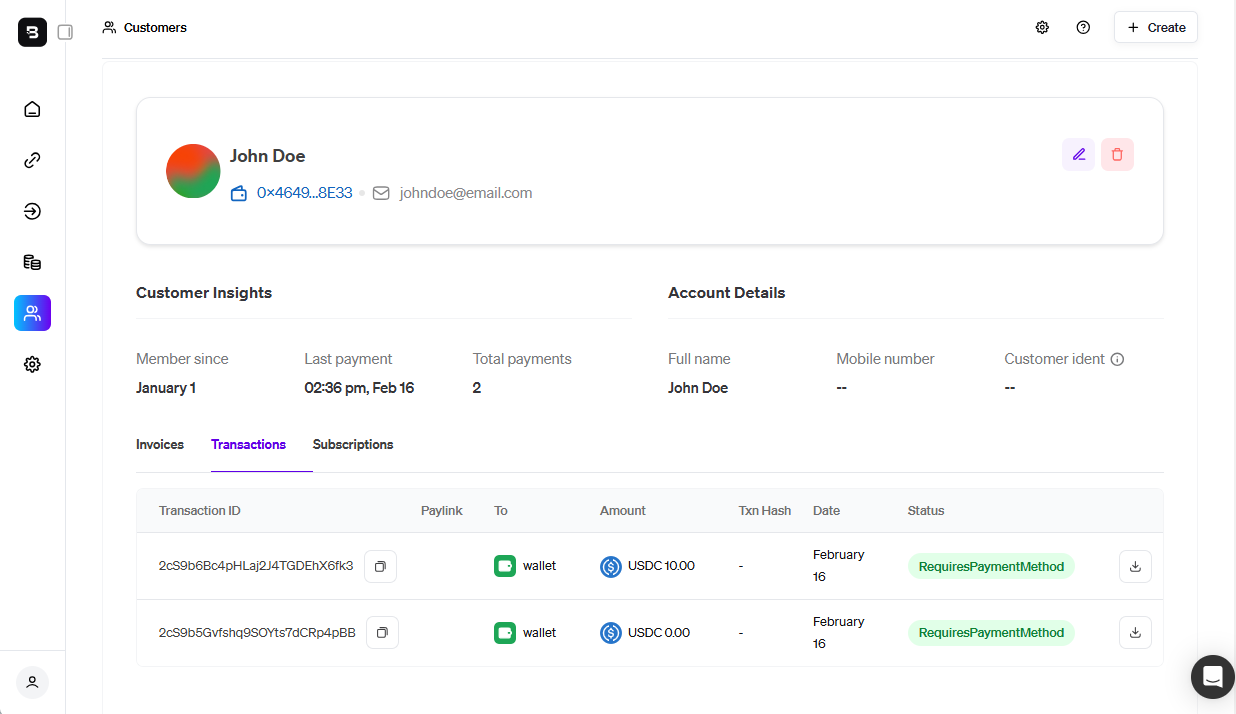 B
Customers
Create
John Doe
0×4649...8E33
johndoe@email.com
Customer Insights
Account Details
Member since Last payment Total payments Full name Mobile number Customer ident
January 1 02:36 pm, Feb 16 2 John Doe -- --
Invoices Transactions Subscriptions
Transaction ID Paylink To Amount Txn Hash Date Status
2cS9b6Bc4pHLaj2J4TGDEhX6fk3 wallet USDC 10.00 - February 16 RequiresPaymentMethod
2cS9b5Gvfshq9SOYts7dCRp4pBB wallet USDC 0.00 - February 16 RequiresPaymentMethod